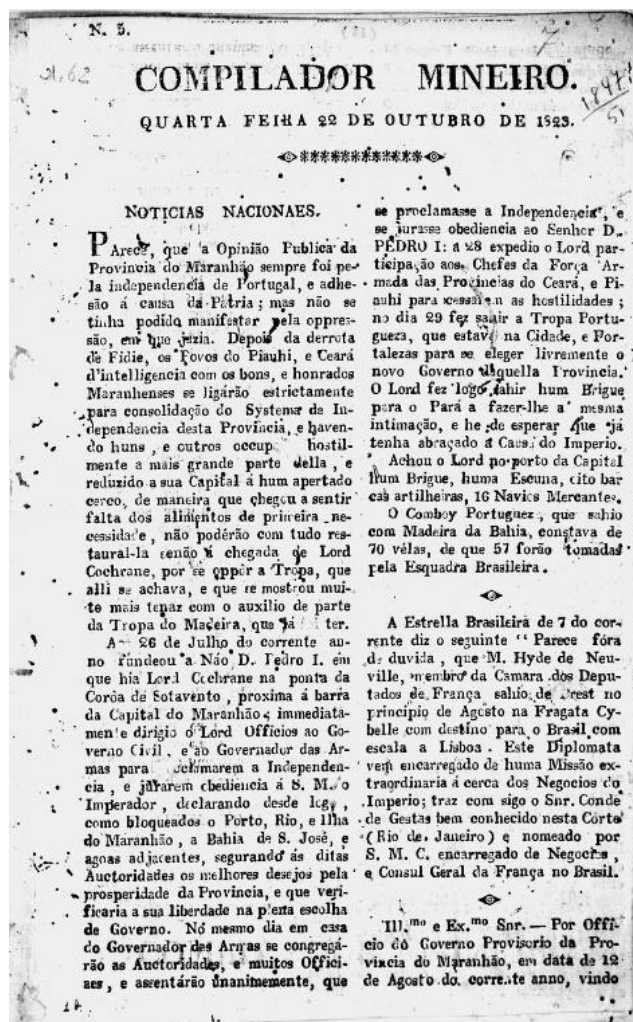 N. 5.
7
A. 62
COMPILADOR MINEIRO.
1847
51
QUARTA FEIRA 22 DE OUTUBRO DE 1823.
NOTICIAS NACIONAES.
PArece, que a Opinião Publica da
Provincia do Maranhão sempre foi pe-
la independencia de Portugal, e adhe-
são á causa da Pátria; mas não se
tinha podido manifestar pela oppres-
são, em que jazia. Depois da derrota
de Fidie, os Povos do Piauhi, e Ceará
d'intelligencia com os bons, e honrados
Maranhenses se ligarão estrictamente
para consolidação do Systema de In-
dependencia desta Provincia, e haven-
do huns, e outros occup hostil-
mente a mais grande parte della, e
reduzido a sua Capital á hum apertado
cerco, de maneira que chegou a sentir
falta dos alimentos de primeira ne-
cessidade, não podérão com tudo res-
taural-la senão á chegada de Lord
Cochrane, por se oppor a Tropa, que
alli se achava, e que se mostrou mui-
to mais tenaz com o auxilio de parte
da Tropa do Madeira, que já ter.
A 26 de Julho do corrente an-
no fundeou a Náo D. Pedro I. em
que hia Lord Cochrane na ponta da
Corôa de Sotavento, proxima á barra
da Capital do Maranhão; immediata-
mente dirigio o Lord Officios ao Go-
verno Civil, e ao Governador das Ar-
mas para clamarem a Independen-
cia, e jurarem obediencia á S. M. o
Imperador, declarando desde logo,
como bloqueados o Porto, Rio, e Ilha
do Maranhão, a Bahia de S. José, e
agoas adjacentes, segurando ás ditas
Auctoridades os melhores desejos pela
prosperidade da Provincia, e que veri-
ficaria a sua liberdade na plena escolha
de Governo. No mesmo dia em casa
do Governador das Armas se congregá-
rão as Auctoridades, e muitos Offici-
aes, e assentárão unanimemente, que
se proclamasse a Independencia, e
se jurasse obediencia ao Senhor D.
PEDRO I: á 28 expedio o Lord par-
ticipação aos Chefes da Força Ar-
mada das Provincias do Ceará, e Pi-
auhi para cessarem as hostilidades;
no dia 29 fez sahir a Tropa Portu-
gueza, que estava na Cidade, e For-
talezas para se eleger livremente o
novo Governo daquella Provincia.
O Lord fez logo sahir hum Brigue
para o Pará a fazer-lhe a mesma
intimação, e he de esperar que já
tenha abraçado á Causa do Imperio.
Achou o Lord no porto da Capital
hum Brigue, huma Escuna, oito bar
cas artilheiras, 16 Navios Mercantes.
O Comboy Portuguez, que sahio
com Madeira da Bahia, constava de
70 vélas, de que 57 forão tomadas
pela Esquadra Brasileira.
A Estrella Brasileira de 7 do cor-
rente diz o seguinte " Parece fóra
de duvida, que M. Hyde de Neu-
ville, membro da Camara dos Depu-
tados de França sahio de Brest no
principio de Agosto na Fragata Cy-
belle com destino para o Brasil com
escala a Lisboa. Este Diplomata
vem encarregado de huma Missão ex-
traordinaria á cerca dos Negocios do
Imperio; traz com sigo o Snr. Conde
de Gestas bem conhecido nesta Corte
(Rio de Janeiro) e nomeado por
S. M. C. encarregado de Negocios,
e Consul Geral da França no Brasil.
Ill.mo e Ex.mo Snr. — Por Offi-
cio do Governo Provisorio da Pro-
vincia do Maranhão, em data de 12
de Agosto do corrente anno, vindo